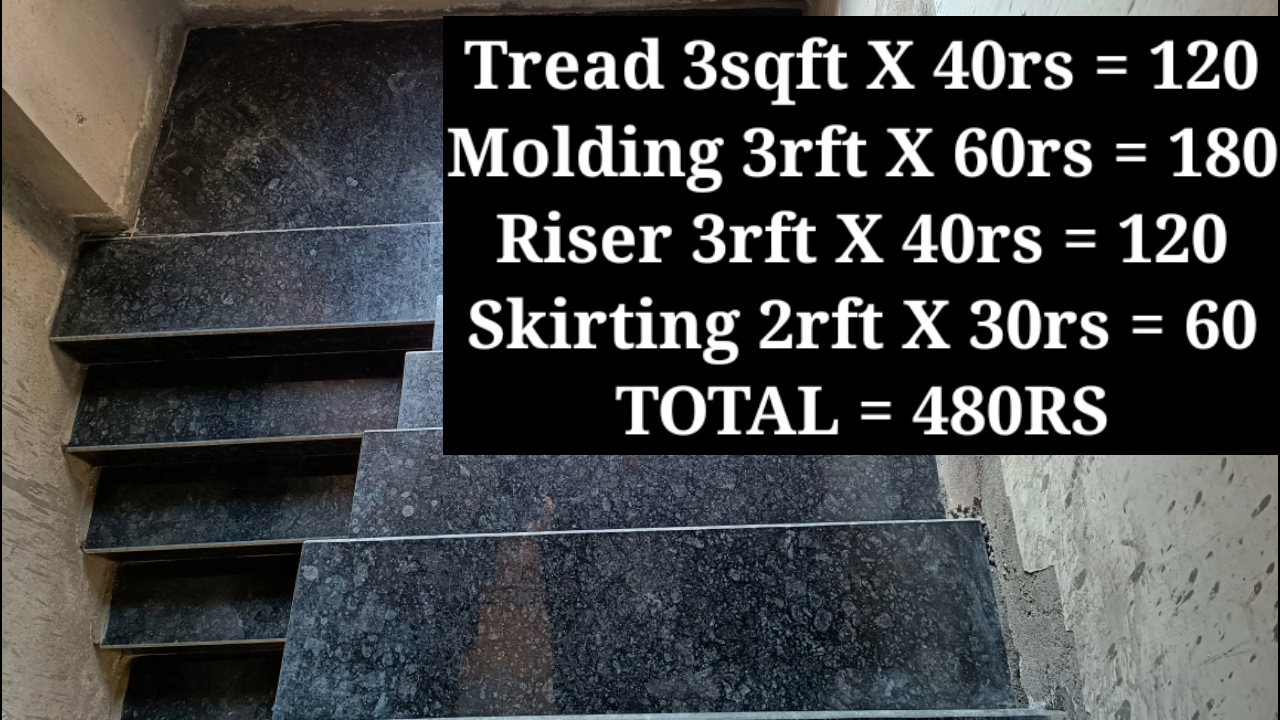 Tread 3sqft X 40rs = 120
Molding 3rft X 60rs = 180
Riser 3rft X 40rs = 120
Skirting 2rft X 30rs = 60
TOTAL = 480RS